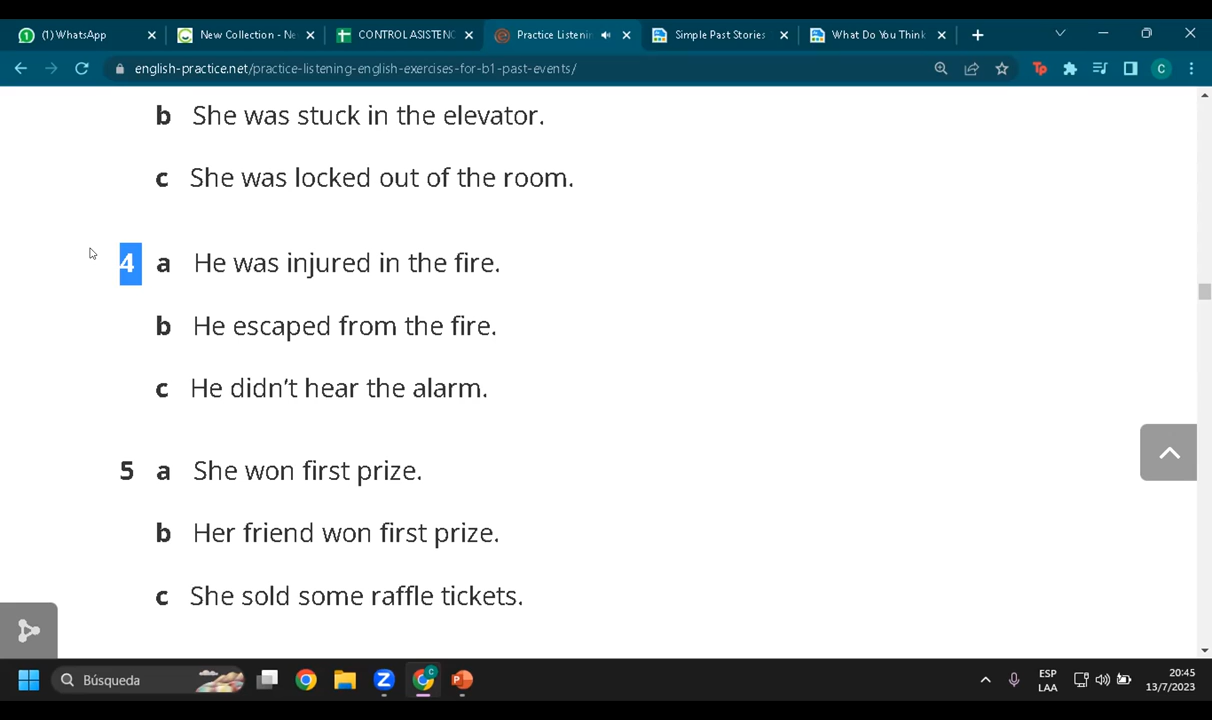 (1) WhatsApp
New Collection - Ne
CONTROL ASISTENC
Practice Listenin
Simple Past Stories
What Do You Think
english-practice.net/practice-listening-english-exercises-for-b1-past-events/
Tp
C
b She was stuck in the elevator.
c She was locked out of the room.
4 a He was injured in the fire.
b He escaped from the fire.
c He didn't hear the alarm.
5 a She won first prize.
b Her friend won first prize.
c She sold some raffle tickets.
Búsqueda
ESP
LAA
20:45
13/7/2023